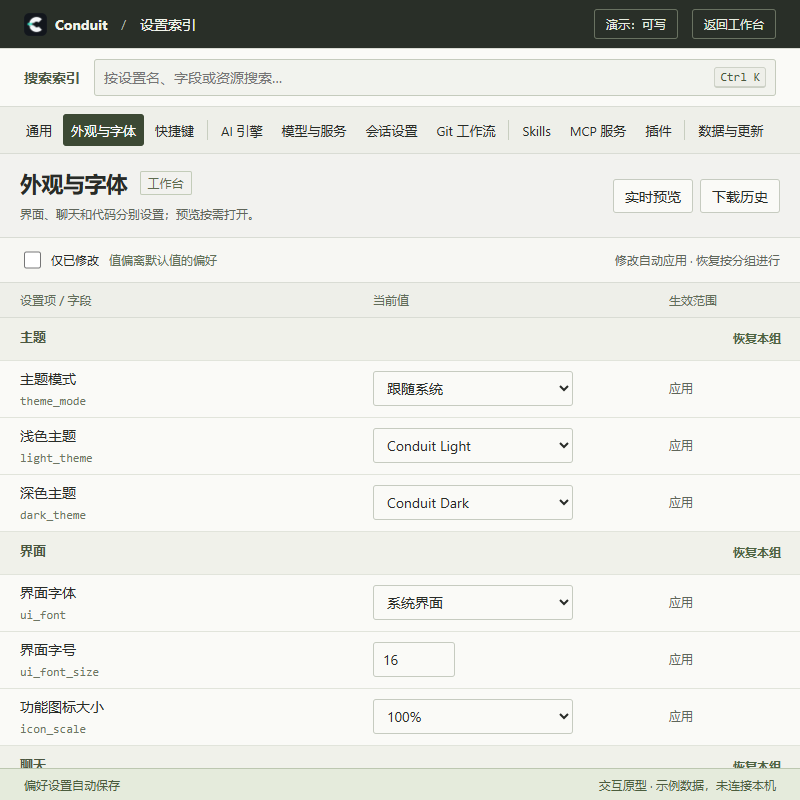 Conduit / 设置索引 演示：可写 返回工作台
搜索索引 按设置名、字段或资源搜索... Ctrl K
通用 外观与字体 快捷键 AI 引擎 模型与服务 会话设置 Git 工作流 Skills MCP 服务 插件 数据与更新
外观与字体 工作台 实时预览 下载历史
界面、聊天和代码分别设置；预览按需打开。
仅已修改 值偏离默认值的偏好 修改自动应用 · 恢复按分组进行
设置项 / 字段 当前值 生效范围
主题 恢复本组
主题模式 跟随系统 应用
theme_mode
浅色主题 Conduit Light 应用
light_theme
深色主题 Conduit Dark 应用
dark_theme
界面 恢复本组
界面字体 系统界面 应用
ui_font
界面字号 16 应用
ui_font_size
功能图标大小 100% 应用
icon_scale
聊天 恢复本组
偏好设置自动保存 交互原型 · 示例数据，未连接本机